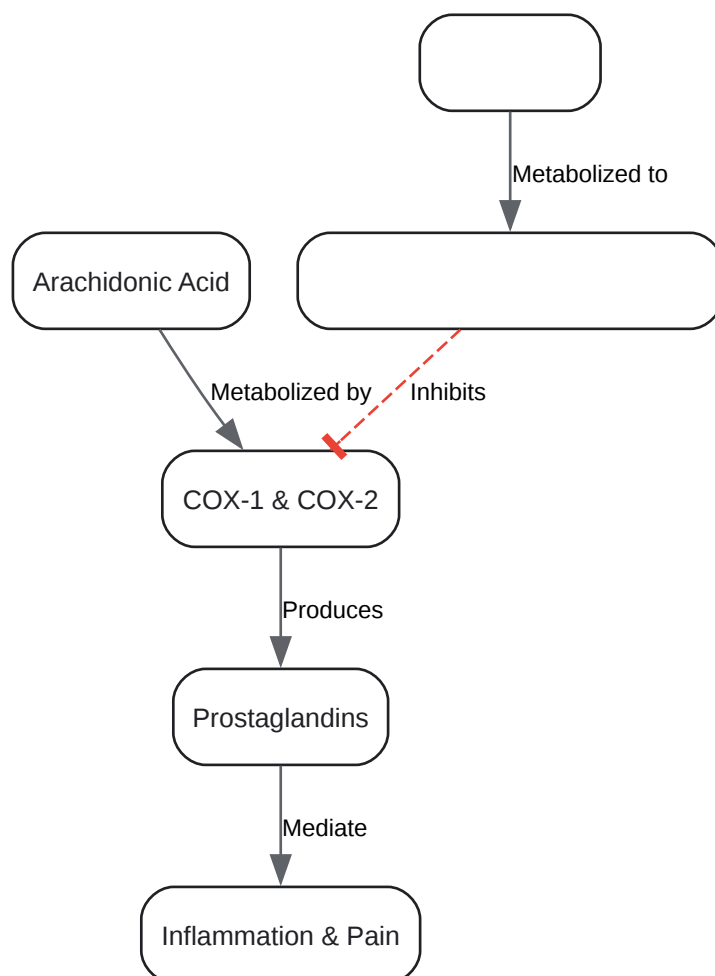 Metabolized to
Arachidonic Acid
Metabolized by
Inhibits
COX-1 & COX-2
Produces
Prostaglandins
Mediate
Inflammation & Pain